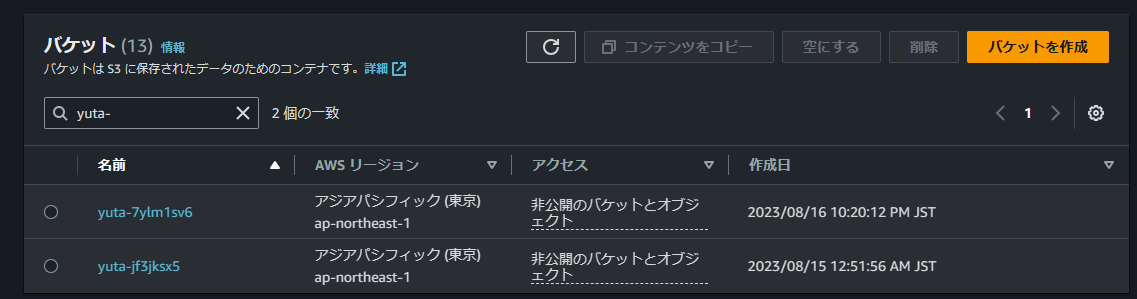 バケット (13) 情報
コンテンツをコピー 空にする 削除 バケットを作成
バケットは S3 に保存されたデータのためのコンテナです。詳細
yuta- 2 個の一致 1
名前 AWS リージョン アクセス 作成日
yuta-7ylm1sv6 アジアパシフィック (東京) 非公開のバケットとオブジェクト 2023/08/16 10:20:12 PM JST
ap-northeast-1
yuta-jf3jksx5 アジアパシフィック (東京) 非公開のバケットとオブジェクト 2023/08/15 12:51:56 AM JST
ap-northeast-1